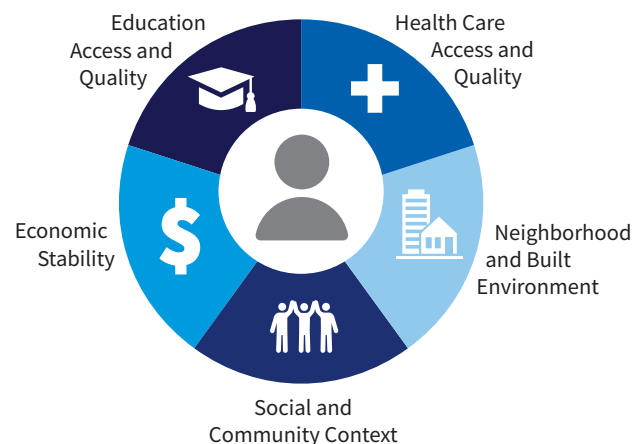 Education
Access and
Quality
Health Care
Access and
Quality
Economic
Stability
Neighborhood
and Built
Environment
Social and
Community Context